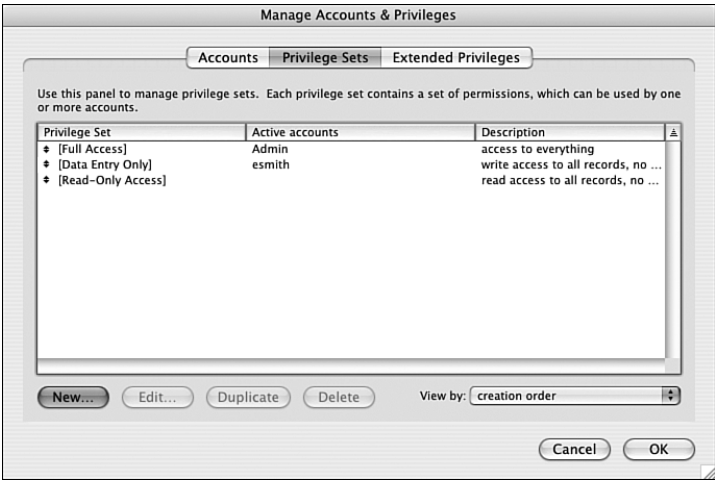 Manage Accounts & Privileges
Accounts Privilege Sets Extended Privileges
Use this panel to manage privilege sets. Each privilege set contains a set of permissions, which can be used by one
or more accounts.
Privilege Set Active accounts Description
[Full Access] Admin access to everything
[Data Entry Only] esmith write access to all records, no ...
[Read-Only Access] read access to all records, no ...
New... Edit... Duplicate Delete View by: creation order
Cancel OK